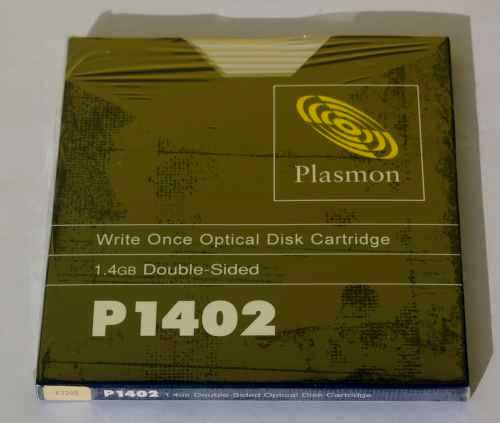 Plasmon
Write Once Optical Disk Cartridge
1.4GB Double-Sided
P1402
P1402 1.4GB Double-Sided Optical Disk Cartridge